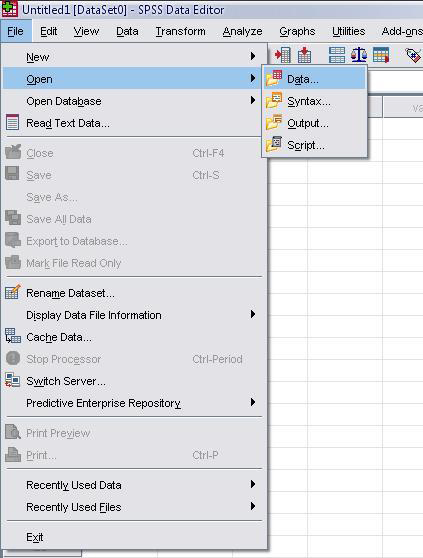 Untitled1 [DataSet0] - SPSS Data Editor
File Edit View Data Transform Analyze Graphs Utilities Add-ons
New
Open
Data...
Open Database
Syntax...
Read Text Data...
Output...
Close Ctrl-F4
Script...
Save Ctrl-S
Save As...
Save All Data
Export to Database...
Mark File Read Only
Rename Dataset...
Display Data File Information
Cache Data...
Stop Processor Ctrl-Period
Switch Server...
Predictive Enterprise Repository
Print Preview
Print... Ctrl-P
Recently Used Data
Recently Used Files
Exit